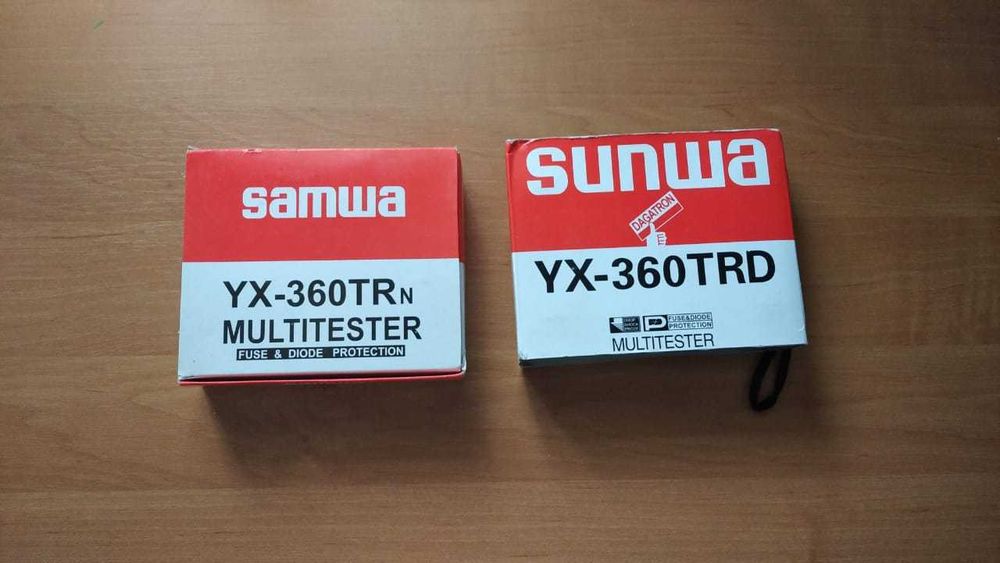 samwa
YX-360TRN
MULTITESTER
FUSE & DIODE PROTECTION
sunwa
DAGATRON
YX-360TRD
FUSE&DIODE
PROTECTION
MULTITESTER